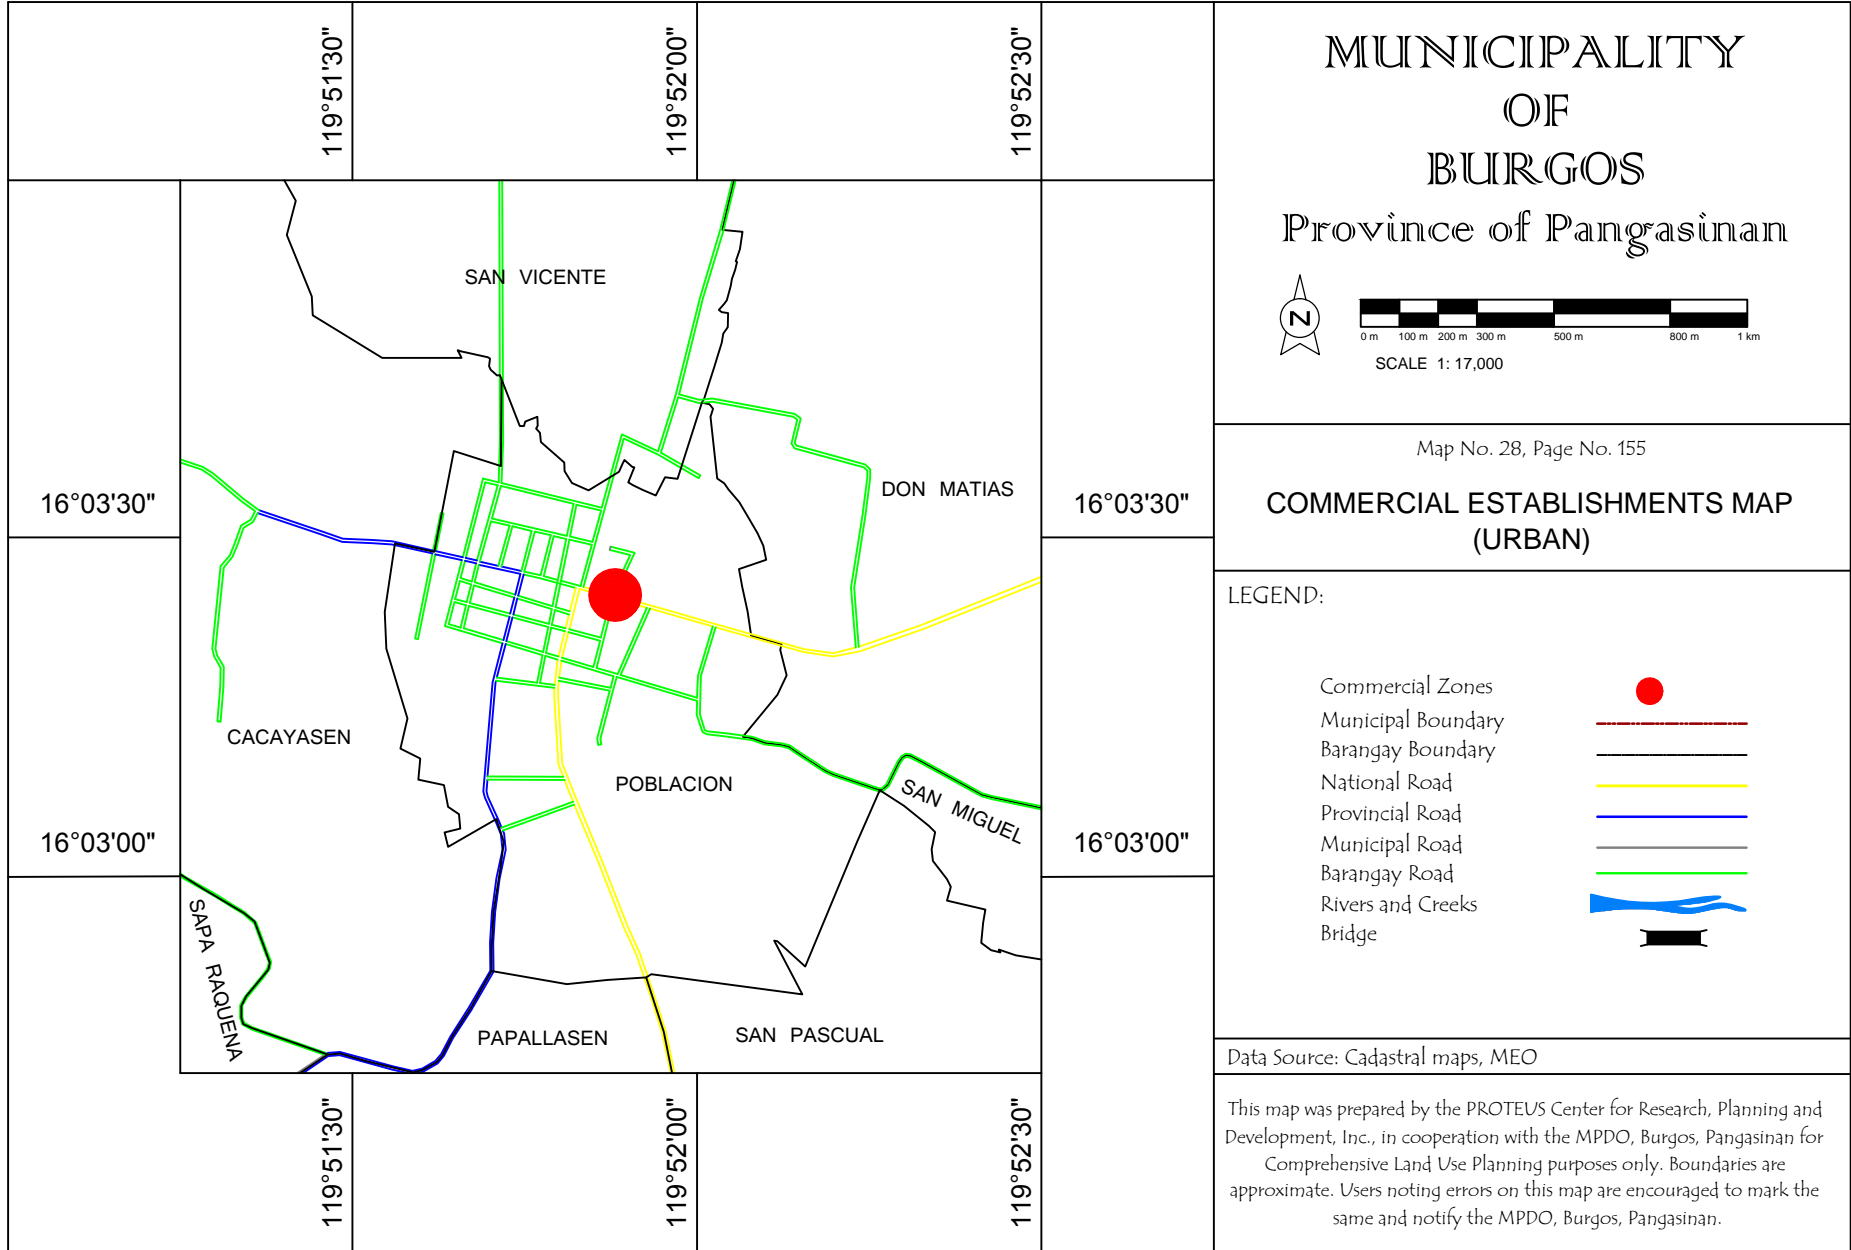 119°51'30"
119°52'00"
119°52'30"
SAN VICENTE
DON MATIAS
16°03'30"
16°03'30"
CACAYASEN
POBLACION
SAN MIGUEL
16°03'00"
16°03'00"
SAPA RAQUENA
PAPALLASEN
SAN PASCUAL
119°51'30"
119°52'00"
119°52'30"
MUNICIPALITY
OF
BURGOS
Province of Pangasinan
N
0 m 100 m 200 m 300 m 500 m 800 m 1 km
SCALE 1: 17,000
Map No. 28, Page No. 155
COMMERCIAL ESTABLISHMENTS MAP
(URBAN)
LEGEND:
Commercial Zones
Municipal Boundary
Barangay Boundary
National Road
Provincial Road
Municipal Road
Barangay Road
Rivers and Creeks
Bridge
Data Source: Cadastral maps, MEO
This map was prepared by the PROTEUS Center for Research, Planning and
Development, Inc., in cooperation with the MPDO, Burgos, Pangasinan for
Comprehensive Land Use Planning purposes only. Boundaries are
approximate. Users noting errors on this map are encouraged to mark the
same and notify the MPDO, Burgos, Pangasinan.